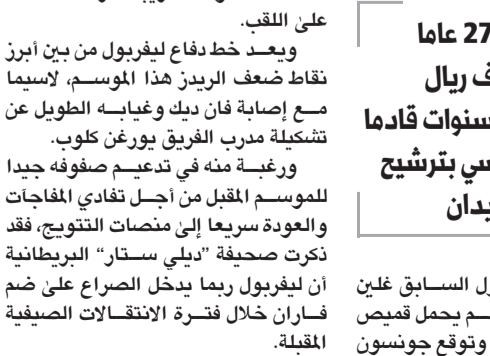 على اللقب.
ويعد خط دفاع ليفربول من بين أبرز
نقاط ضعف الريدز هذا الموسم، لاسيما
مع إصابة فان ديك وغيابه الطويل عن
تشكيلة مدرب الفريق يورغن كلوب.
ورغبة منه في تدعيم صفوفه جيدا
للموسم المقبل من أجل تفادي المفاجآت
والعودة سريعا إلى منصات التتويج، فقد
ذكرت صحيفة ”ديلي ستار“ البريطانية
أن ليفربول ربما يدخل الصراع على ضم
فاران خلال فترة الانتقالات الصيفية
المقبلة.
27 عاما
ف ريال
سنوات قادما
سي بترشيح
يدان
ول السابق غلين
م يحمل قميص
وتوقع جونسون